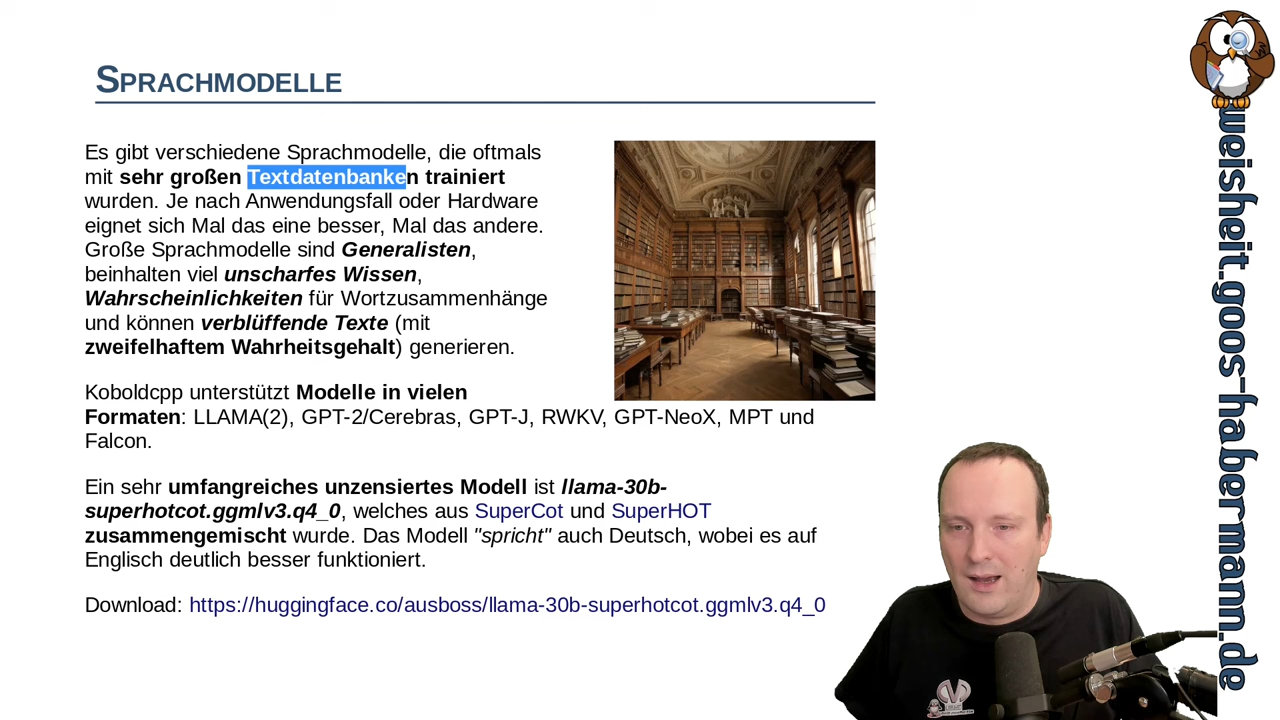 SPRACHMODELLE
Es gibt verschiedene Sprachmodelle, die oftmals
mit sehr großen Textdatenbanken trainiert
wurden. Je nach Anwendungsfall oder Hardware
eignet sich Mal das eine besser, Mal das andere.
Große Sprachmodelle sind Generalisten,
beinhalten viel unscharfes Wissen,
Wahrscheinlichkeiten für Wortzusammenhänge
und können verblüffende Texte (mit
zweifelhaftem Wahrheitsgehalt) generieren.
Koboldcpp unterstützt Modelle in vielen
Formaten: LLAMA(2), GPT-2/Cerebras, GPT-J, RWKV, GPT-NeoX, MPT und
Falcon.
Ein sehr umfangreiches unzensiertes Modell ist llama-30b-
superhotcot.ggmlv3.q4_0, welches aus SuperCot und SuperHOT
zusammengemischt wurde. Das Modell "spricht" auch Deutsch, wobei es auf
Englisch deutlich besser funktioniert.
Download: https://huggingface.co/ausboss/llama-30b-superhotcot.ggmlv3.q4_0
weisheit.goos-habermann.de